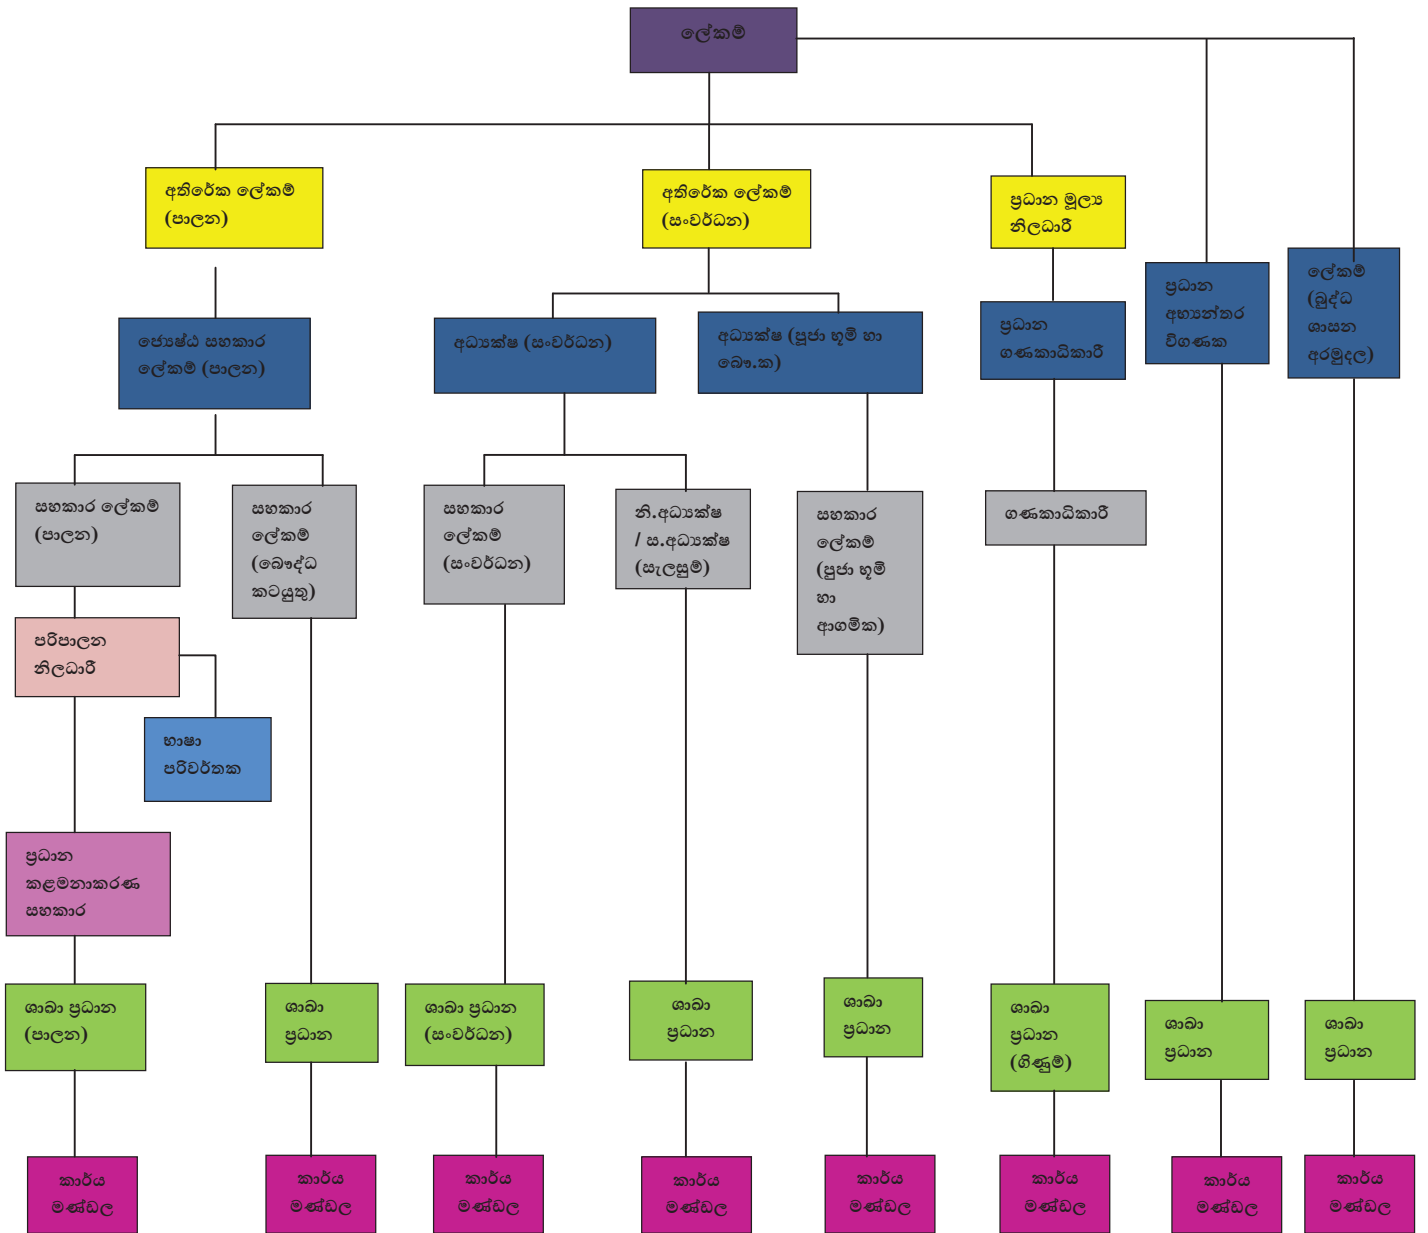 ලේකම්
අතිරේක ලේකම්
(පාලන)
අතිරේක ලේකම්
(සංවර්ධන)
ප්‍රධාන මූල්‍ය
නිලධාරී
ප්‍රධාන
අභ්‍යන්තර
විගණක
ලේකම්
(බුද්ධ
ශාසන
අරමුදල)
ජ්‍යෙෂ්ඨ සහකාර
ලේකම් (පාලන)
අධ්‍යක්ෂ (සංවර්ධන)
අධ්‍යක්ෂ (පූජා භූමි හා
බෞ.ක)
ප්‍රධාන
ගණකාධිකාරී
සහකාර ලේකම්
(පාලන)
සහකාර
ලේකම්
(බෞද්ධ
කටයුතු)
සහකාර
ලේකම්
(සංවර්ධන)
නි.අධ්‍යක්ෂ
/ ස.අධ්‍යක්ෂ
(සැලසුම්)
සහකාර
ලේකම්
(පුජා භූමි
හා
ආගමික)
ගණකාධිකාරී
පරිපාලන
නිලධාරී
භාෂා
පරිවර්තක
ප්‍රධාන
කළමනාකරණ
සහකාර
ශාඛා ප්‍රධාන
(පාලන)
ශාඛා
ප්‍රධාන
ශාඛා ප්‍රධාන
(සංවර්ධන)
ශාඛා
ප්‍රධාන
ශාඛා
ප්‍රධාන
ශාඛා
ප්‍රධාන
(ගිණුම්)
ශාඛා
ප්‍රධාන
ශාඛා
ප්‍රධාන
කාර්ය
මණ්ඩල
කාර්ය
මණ්ඩල
කාර්ය
මණ්ඩල
කාර්ය
මණ්ඩල
කාර්ය
මණ්ඩල
කාර්ය
මණ්ඩල
කාර්ය
මණ්ඩල
කාර්ය
මණ්ඩල